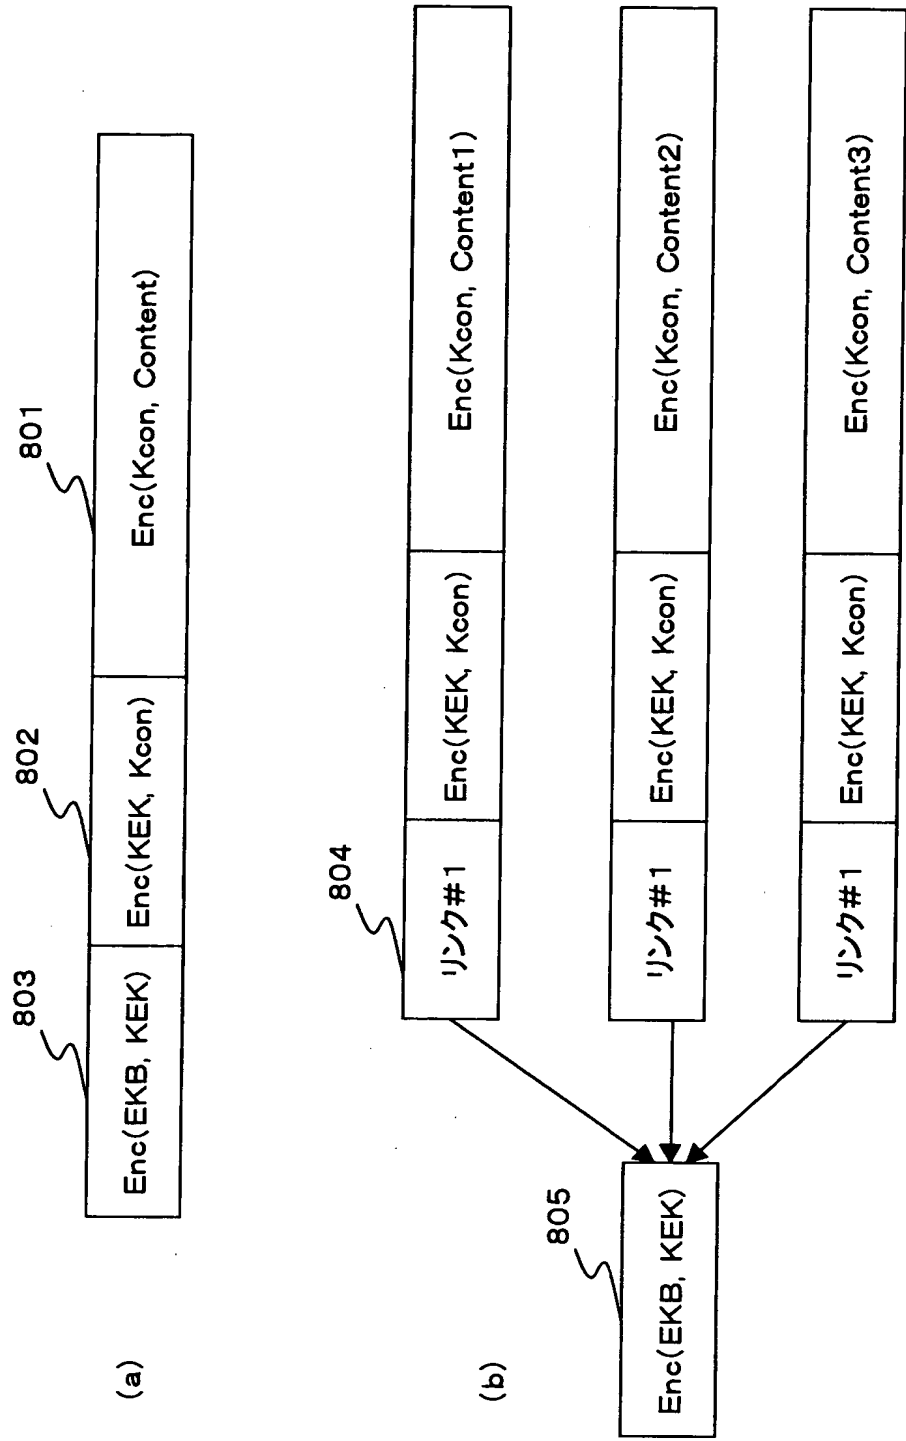 (a)
803
802
801
Enc(EKB, KEK)
Enc(KEK, Kcon)
Enc(Kcon, Content)
(b)
804
リンク#1
Enc(KEK, Kcon)
Enc(Kcon, Content1)
805
Enc(EKB, KEK)
リンク#1
Enc(KEK, Kcon)
Enc(Kcon, Content2)
リンク#1
Enc(KEK, Kcon)
Enc(Kcon, Content3)